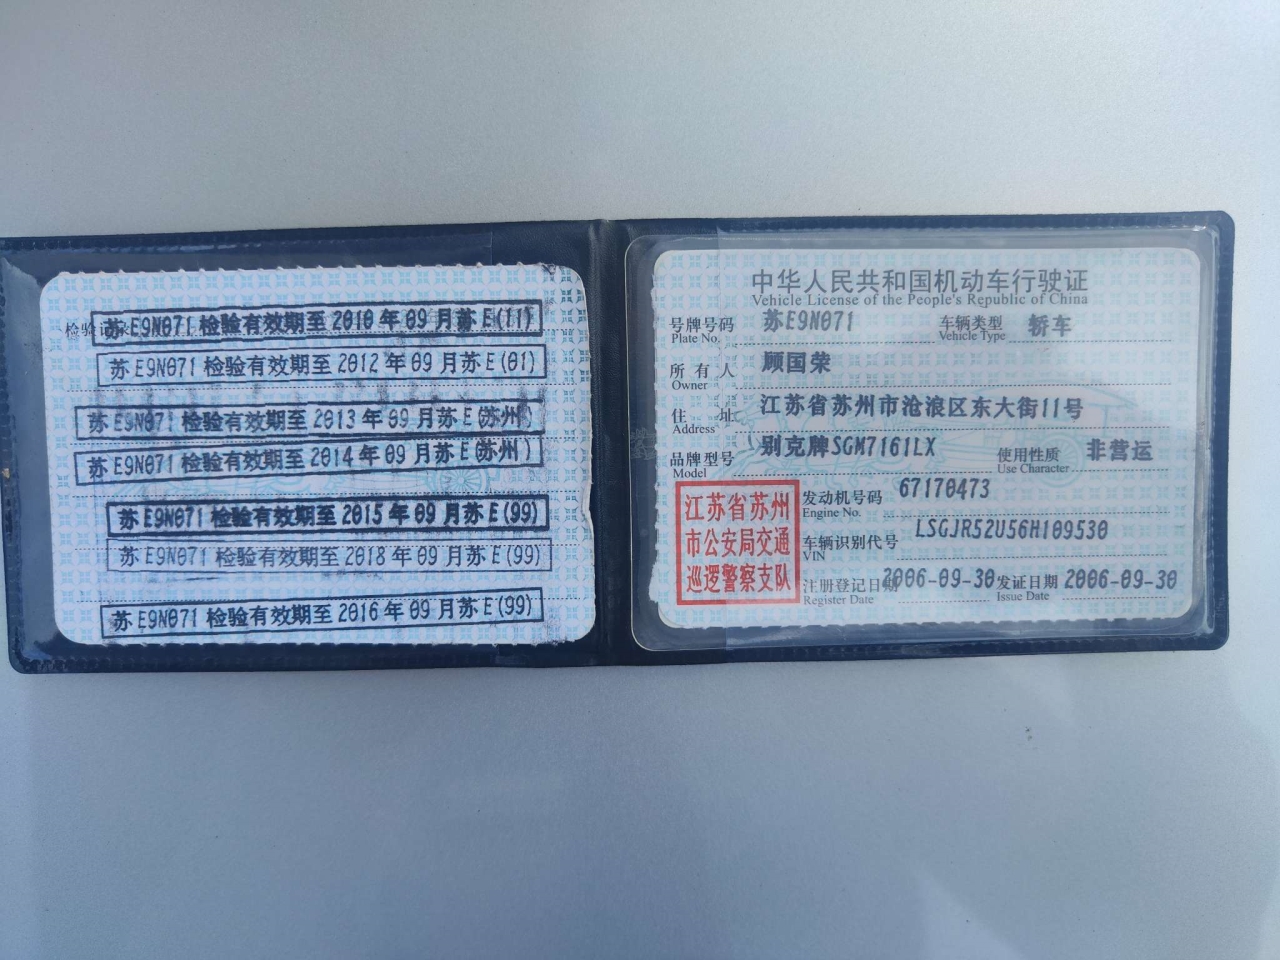 检验记录
苏E9N071 检验有效期至 2010 年 09 月苏 E(11)
苏 E9N071 检验有效期至 2012 年 09 月苏 E(01)
苏 E9N071 检验有效期至 2013 年 09 月苏 E(苏州)
苏 E9N071 检验有效期至 2014 年 09 月苏 E(苏州)
苏 E9N071 检验有效期至 2015 年 09 月苏 E(99)
苏 E9N071 检验有效期至 2018 年 09 月苏 E(99)
苏 E9N071 检验有效期至 2016 年 09 月苏 E(99)
中华人民共和国机动车行驶证
Vehicle License of the People's Republic of China
号牌号码 苏E9N071 车辆类型 轿车
Plate No. Vehicle Type
所有人 顾国荣
Owner
住址 江苏省苏州市沧浪区东大街11号
Address
品牌型号 别克牌SGM7161LX 使用性质 非营运
Model Use Character
江苏省苏州
市公安局交通
巡逻警察支队
发动机号码 67170473
Engine No.
车辆识别代号 LSGJR52U56H109530
VIN
注册登记日期 2006-09-30 发证日期 2006-09-30
Register Date Issue Date